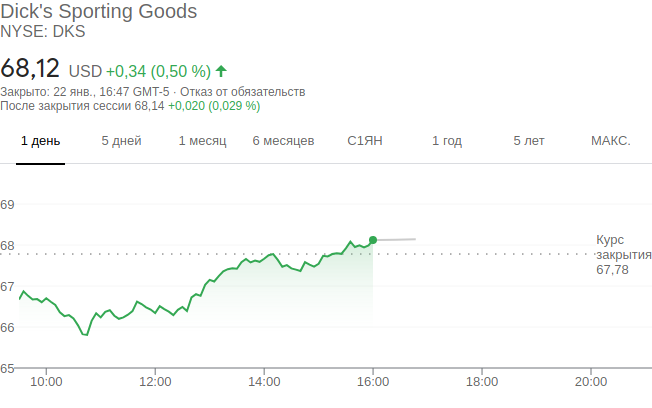 Dick's Sporting Goods
NYSE: DKS
68,12 USD +0,34 (0,50 %)
Закрыто: 22 янв., 16:47 GMT-5 · Отказ от обязательств
После закрытия сессии 68,14 +0,020 (0,029 %)
1 день 5 дней 1 месяц 6 месяцев С1ЯН 1 год 5 лет МАКС.
69
68
67
66
65
Курс
закрытия
67,78
10:00 12:00 14:00 16:00 18:00 20:00